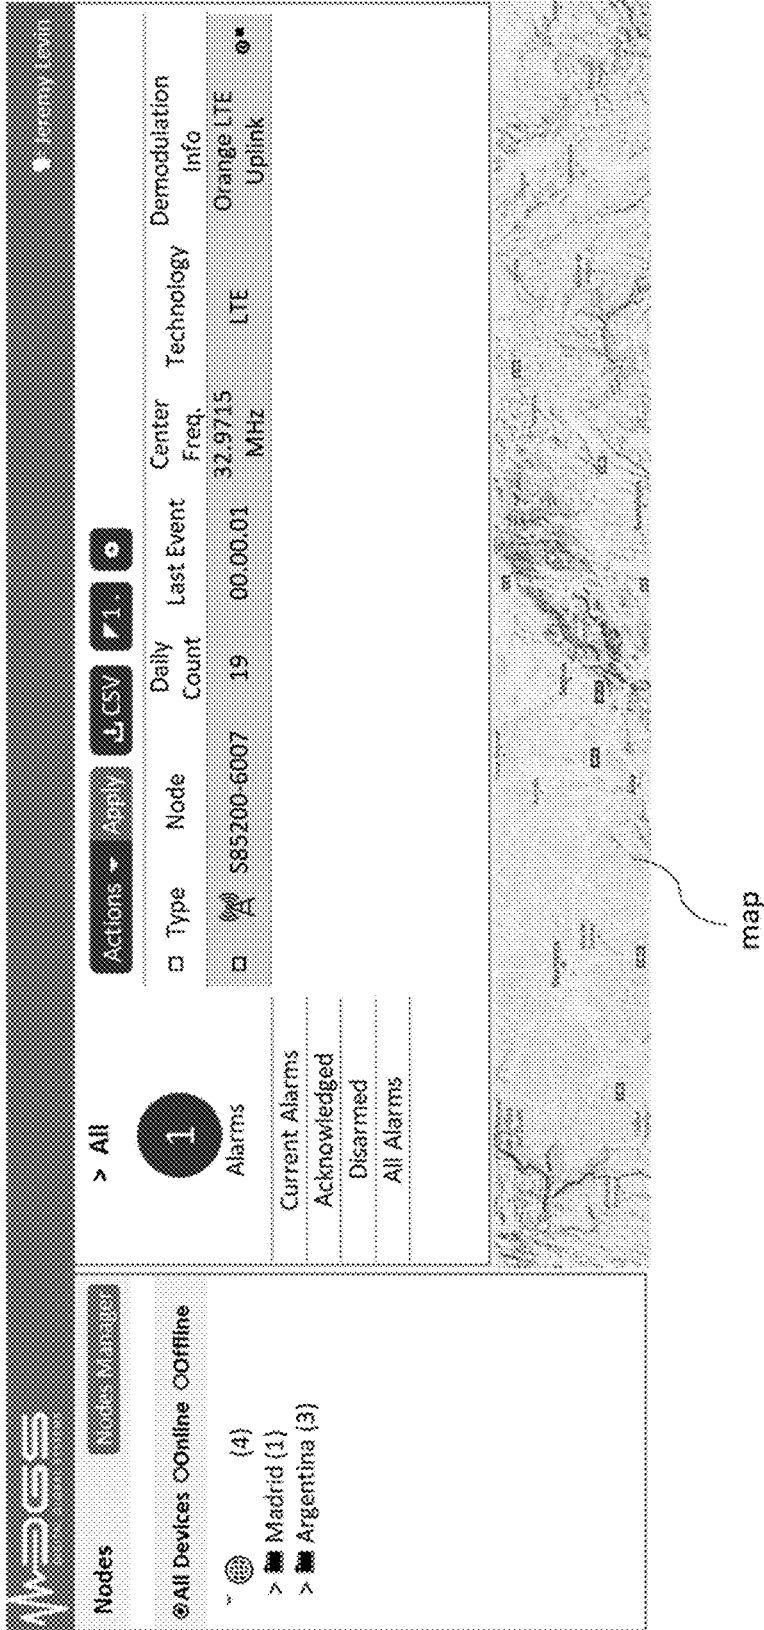 PGS
Jeremy Levin
Nodes
Nodes Manager
All Devices Online Offline
(4)
> Madrid (1)
> Argentina (3)
> All
1
Alarms
Current Alarms
Acknowledged
Disarmed
All Alarms
Actions Apply CSV 1
Type Node Daily Count Last Event Center Freq. Technology Demodulation Info
S85200-6007 19 00.00.01 32.9715 MHz LTE Orange LTE Uplink
map